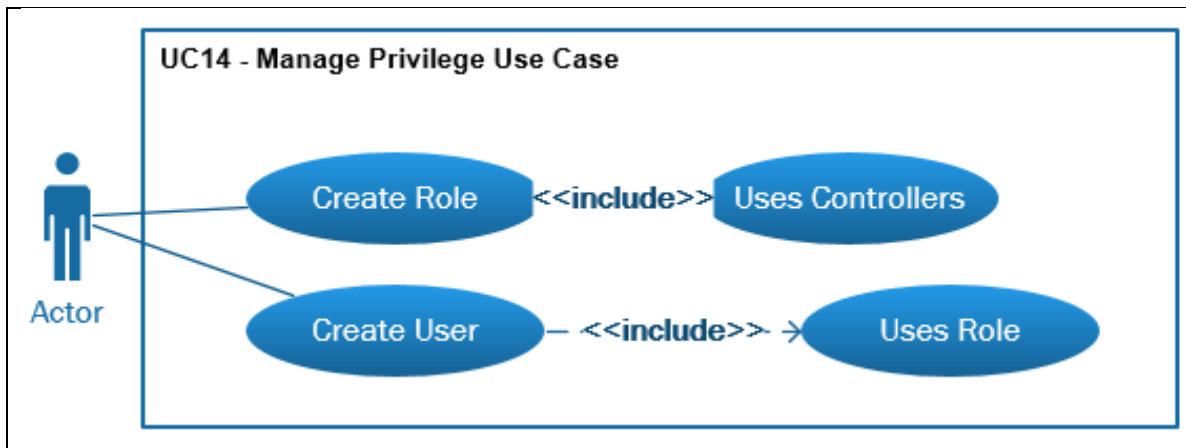 UC14 - Manage Privilege Use Case
Create Role <<include>> Uses Controllers
Actor
Create User <<include>> Uses Role